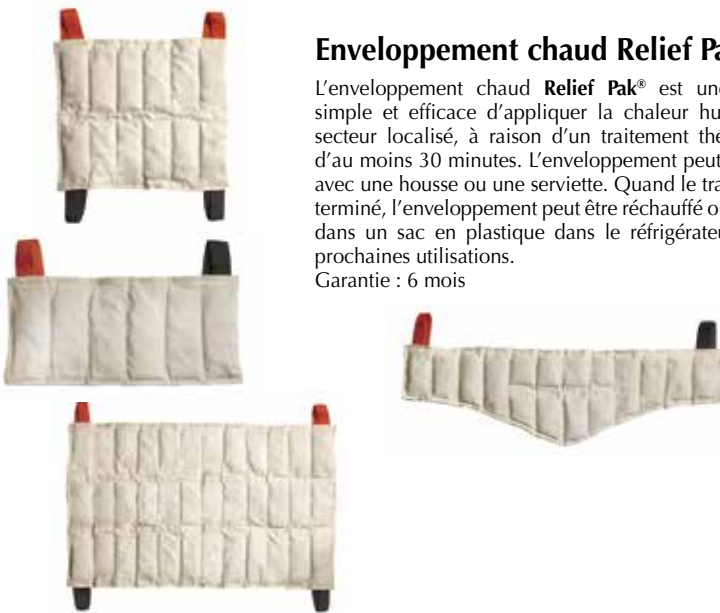 Enveloppement chaud Relief Pa
L'enveloppement chaud Relief Pak® est une
simple et efficace d'appliquer la chaleur hu
secteur localisé, à raison d'un traitement the
d'au moins 30 minutes. L'enveloppement peut
avec une housse ou une serviette. Quand le tra
terminé, l'enveloppement peut être réchauffé o
dans un sac en plastique dans le réfrigérateu
prochaines utilisations.
Garantie : 6 mois